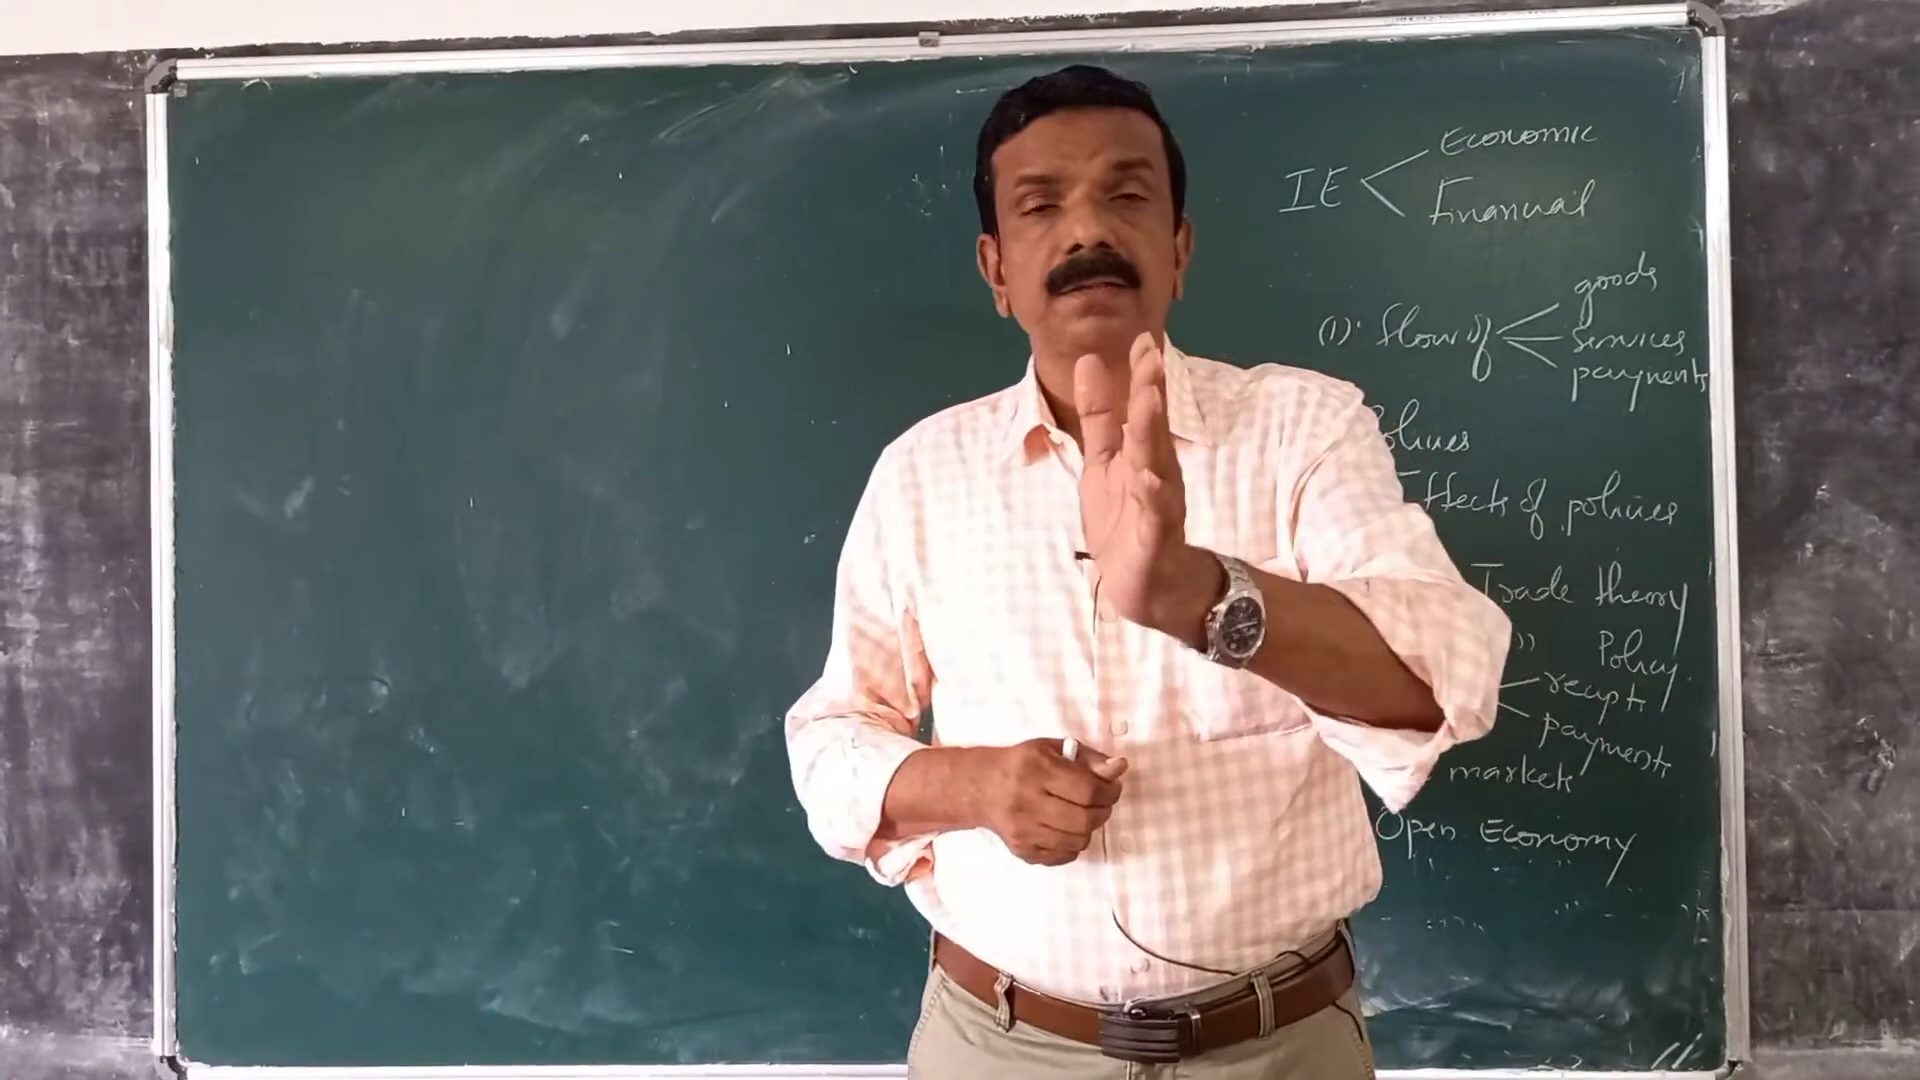 Economic
IE
Financial
goods
(1). flow of
Services
payments
policies
Effects of policies
Trade theory
" Policy
receipts
payments
markets
Open Economy